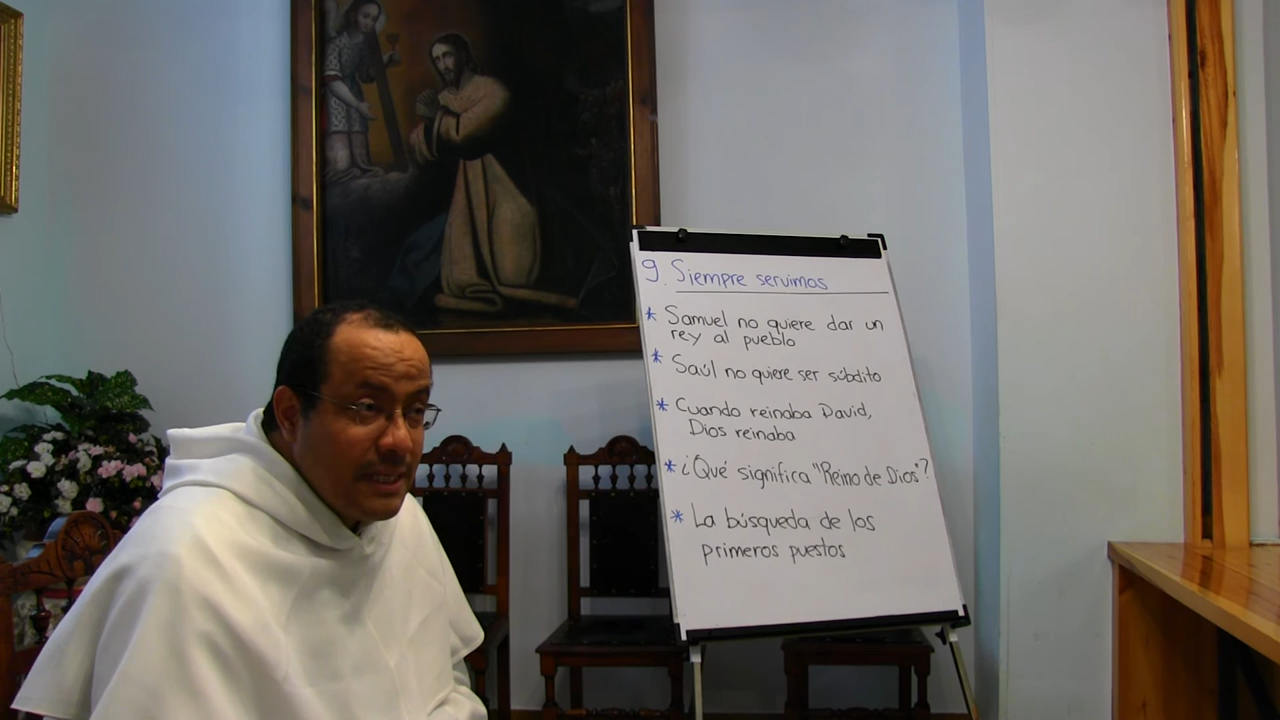 9. Siempre servimos
* Samuel no quiere dar un
rey al pueblo
* Saúl no quiere ser súbdito
* Cuando reinaba David,
Dios reinaba
* ¿Qué significa "Reino de Dios"?
* La búsqueda de los
primeros puestos